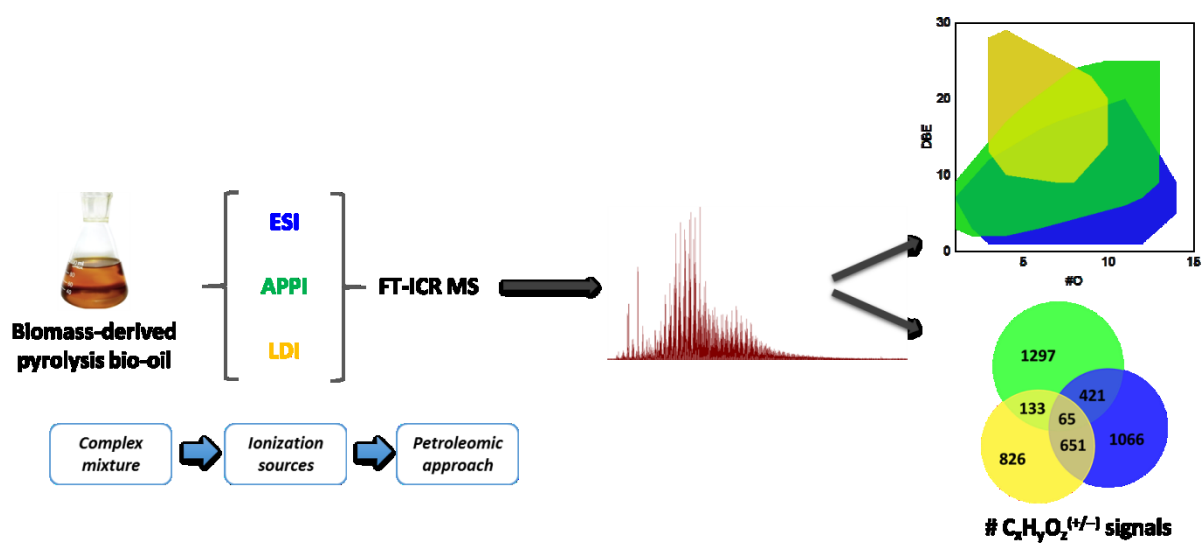 Biomass-derived
pyrolysis bio-oil
ESI
APPI
LDI
FT-ICR MS
Complex
mixture
Ionization
sources
Petroleomic
approach
30
20
10
0
DBE
5
10
15
#O
1297
133
421
65
651
826
1066
# CxHyOz(+/−) signals